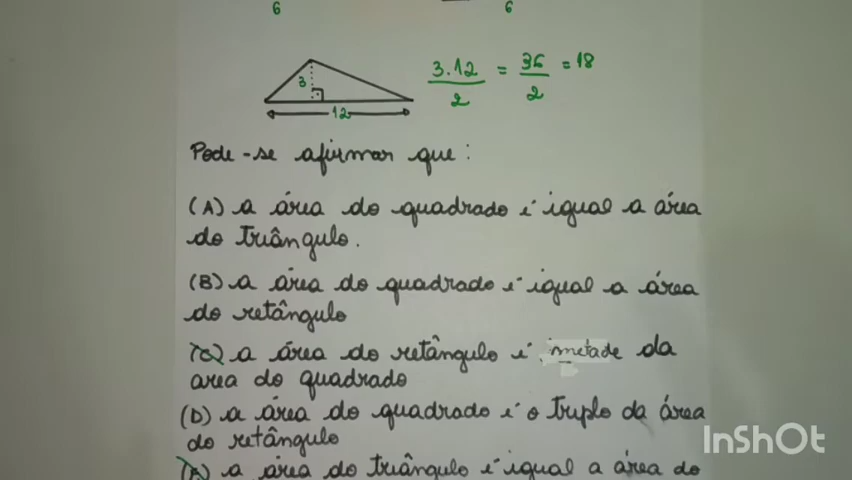 6 6
3 3.12/2 = 36/2 = 18
12
Pode-se afirmar que:
(A) a área do quadrado é igual a área
do triângulo.
(B) a área do quadrado é igual a área
do retângulo
(C) a área do retângulo é metade da
area do quadrado
(D) a área do quadrado é o triplo da área
do retângulo
a área do triângulo é igual a área do
InShOt